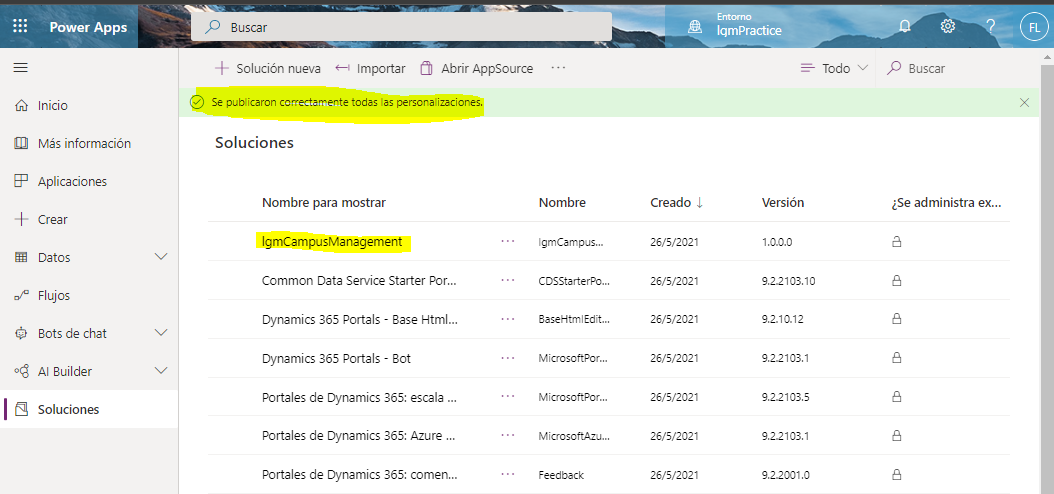 Power Apps
Buscar
Entorno
lqmPractice
FL
Solución nueva
Importar
Abrir AppSource
···
Todo
Buscar
Se publicaron correctamente todas las personalizaciones.
Inicio
Más información
Aplicaciones
Crear
Datos
Flujos
Bots de chat
AI Builder
Soluciones
Soluciones
Nombre para mostrar Nombre Creado ↓ Versión ¿Se administra ex...
lgmCampusManagement ··· lgmCampus... 26/5/2021 1.0.0.0
Common Data Service Starter Por... ··· CDSStarterPo... 26/5/2021 9.2.2103.10
Dynamics 365 Portals - Base Html... ··· BaseHtmlEdit... 26/5/2021 9.2.10.12
Dynamics 365 Portals - Bot ··· MicrosoftPor... 26/5/2021 9.2.2103.1
Portales de Dynamics 365: escala ... ··· MicrosoftPor... 26/5/2021 9.2.2103.5
Portales de Dynamics 365: Azure ... ··· MicrosoftAzu... 26/5/2021 9.2.2103.1
Portales de Dynamics 365: comen... ··· Feedback 26/5/2021 9.2.2001.0